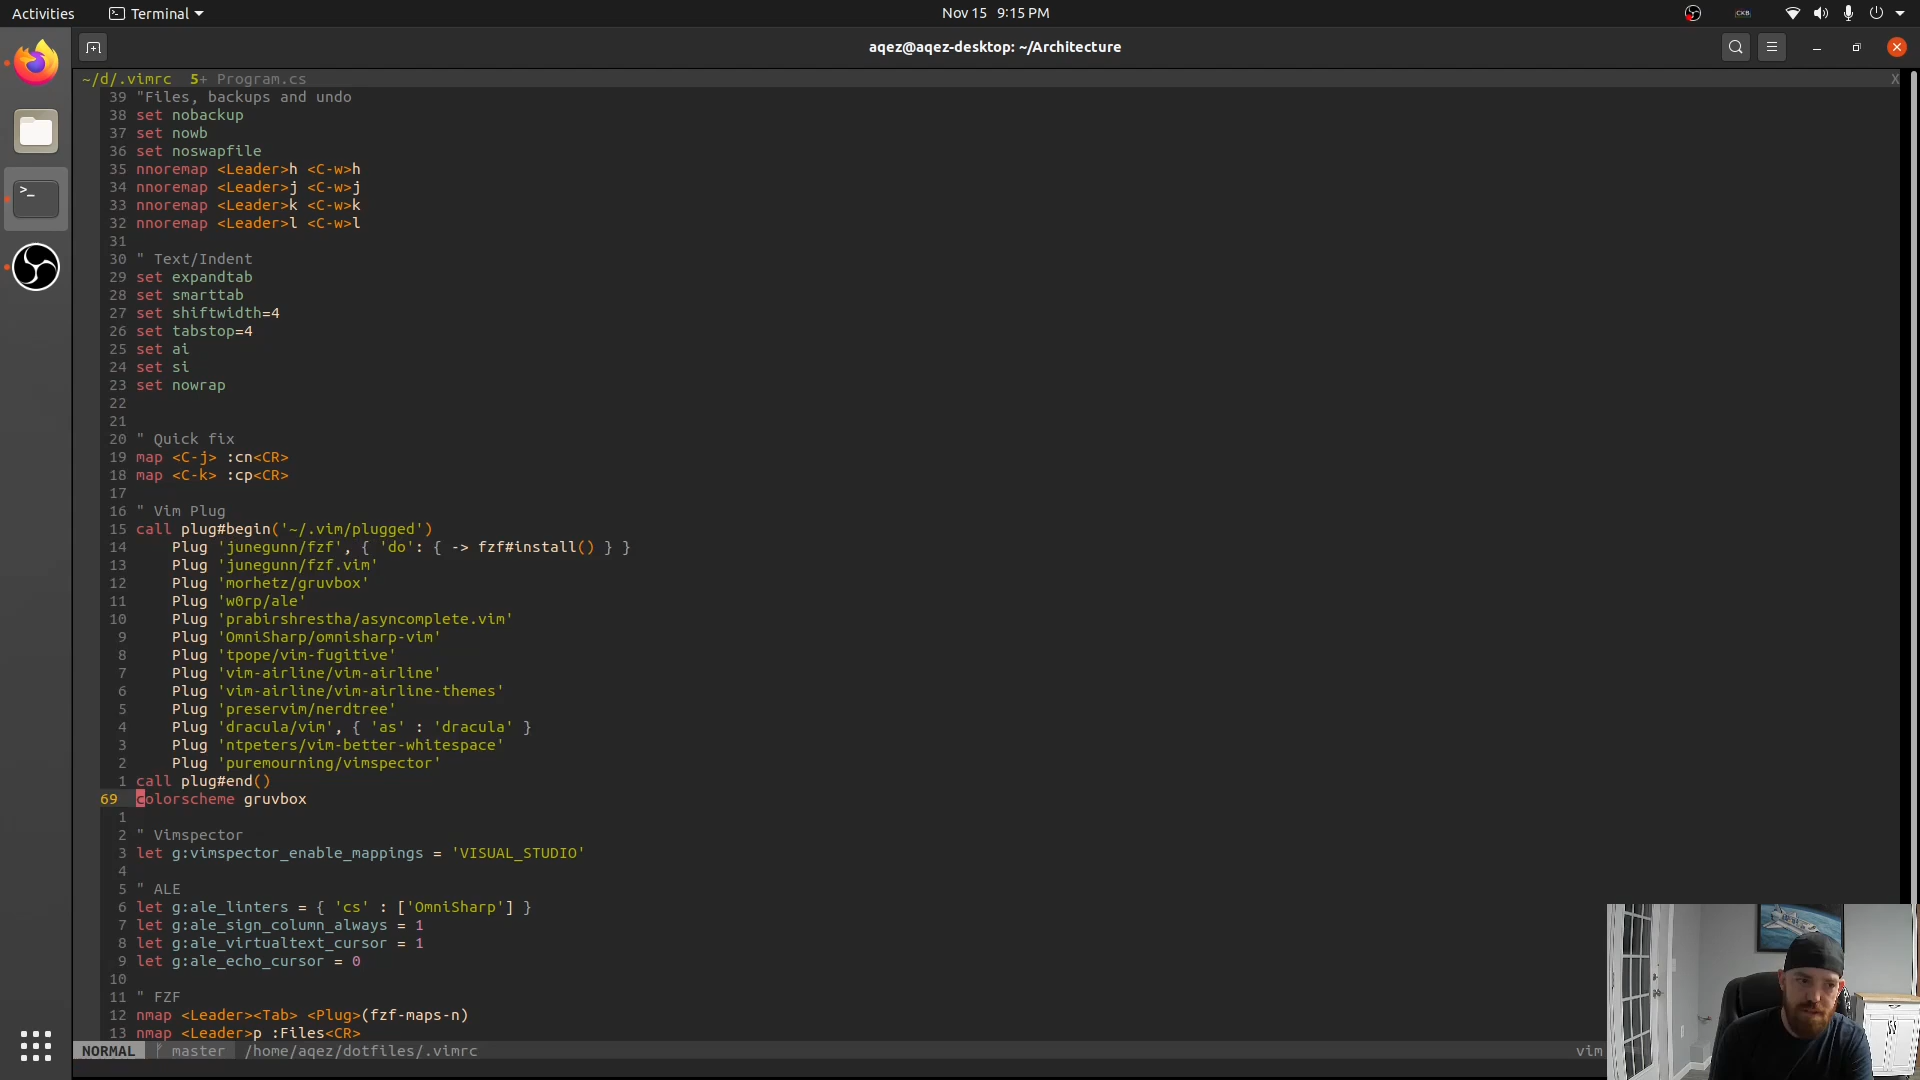 Activities
Terminal
Nov 15 9:15 PM
CKB
aqez@aqez-desktop: ~/Architecture
~/d/.vimrc 5+ Program.cs X
39 "Files, backups and undo
38 set nobackup
37 set nowb
36 set noswapfile
35 nnoremap <Leader>h <C-w>h
34 nnoremap <Leader>j <C-w>j
33 nnoremap <Leader>k <C-w>k
32 nnoremap <Leader>l <C-w>l
31
30 " Text/Indent
29 set expandtab
28 set smarttab
27 set shiftwidth=4
26 set tabstop=4
25 set ai
24 set si
23 set nowrap
22
21
20 " Quick fix
19 map <C-j> :cn<CR>
18 map <C-k> :cp<CR>
17
16 " Vim Plug
15 call plug#begin('~/.vim/plugged')
14 Plug 'junegunn/fzf', { 'do': { -> fzf#install() } }
13 Plug 'junegunn/fzf.vim'
12 Plug 'morhetz/gruvbox'
11 Plug 'w0rp/ale'
10 Plug 'prabirshrestha/asyncomplete.vim'
9 Plug 'OmniSharp/omnisharp-vim'
8 Plug 'tpope/vim-fugitive'
7 Plug 'vim-airline/vim-airline'
6 Plug 'vim-airline/vim-airline-themes'
5 Plug 'preservim/nerdtree'
4 Plug 'dracula/vim', { 'as' : 'dracula' }
3 Plug 'ntpeters/vim-better-whitespace'
2 Plug 'puremourning/vimspector'
1 call plug#end()
69 colorscheme gruvbox
1
2 " Vimspector
3 let g:vimspector_enable_mappings = 'VISUAL_STUDIO'
4
5 " ALE
6 let g:ale_linters = { 'cs' : ['OmniSharp'] }
7 let g:ale_sign_column_always = 1
8 let g:ale_virtualtext_cursor = 1
9 let g:ale_echo_cursor = 0
10
11 " FZF
12 nmap <Leader><Tab> <Plug>(fzf-maps-n)
13 nmap <Leader>p :Files<CR>
NORMAL master /home/aqez/dotfiles/.vimrc vim